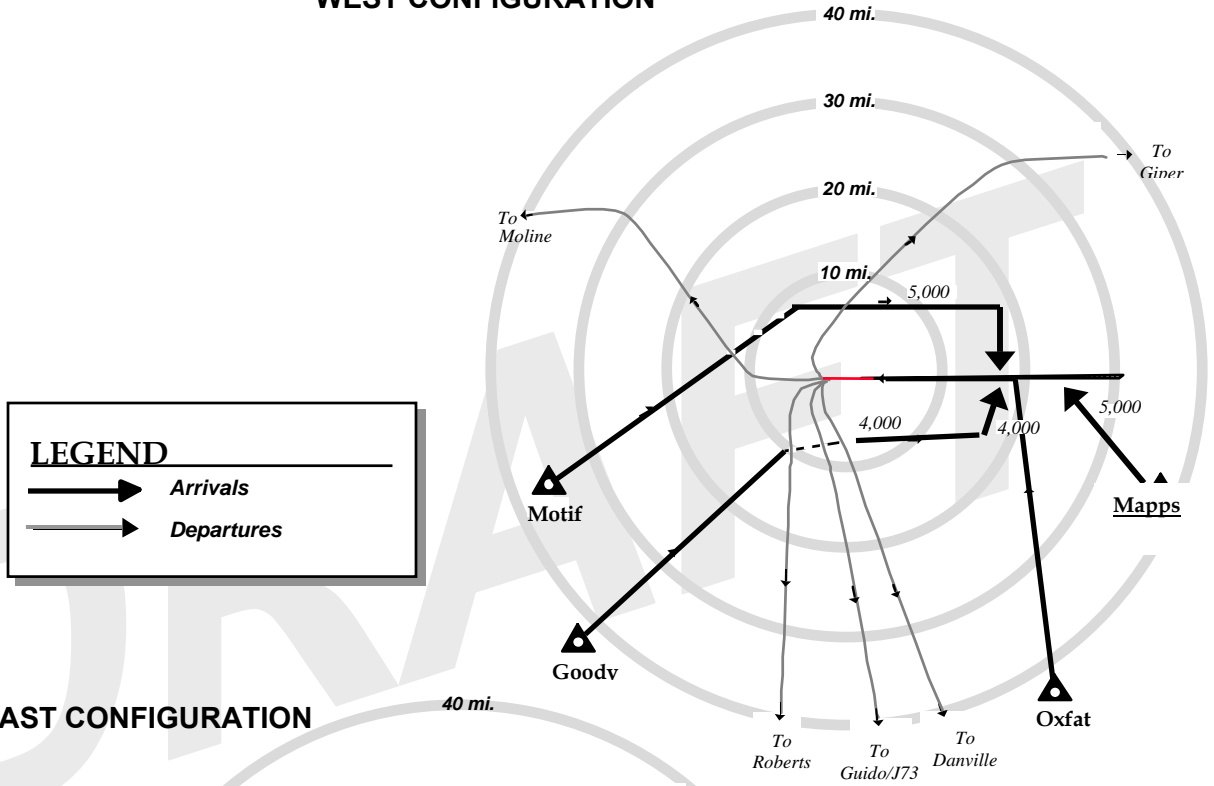 WEST CONFIGURATION
40 mi.
30 mi.
To
Giper
20 mi.
To
Moline
10 mi.
5,000
5,000
4,000
4,000
LEGEND
Arrivals
Departures
Motif
Mapps
Goodv
Oxfat
AST CONFIGURATION
40 mi.
To
Roberts
To
Guido/J73
To
Danville
DRAFT